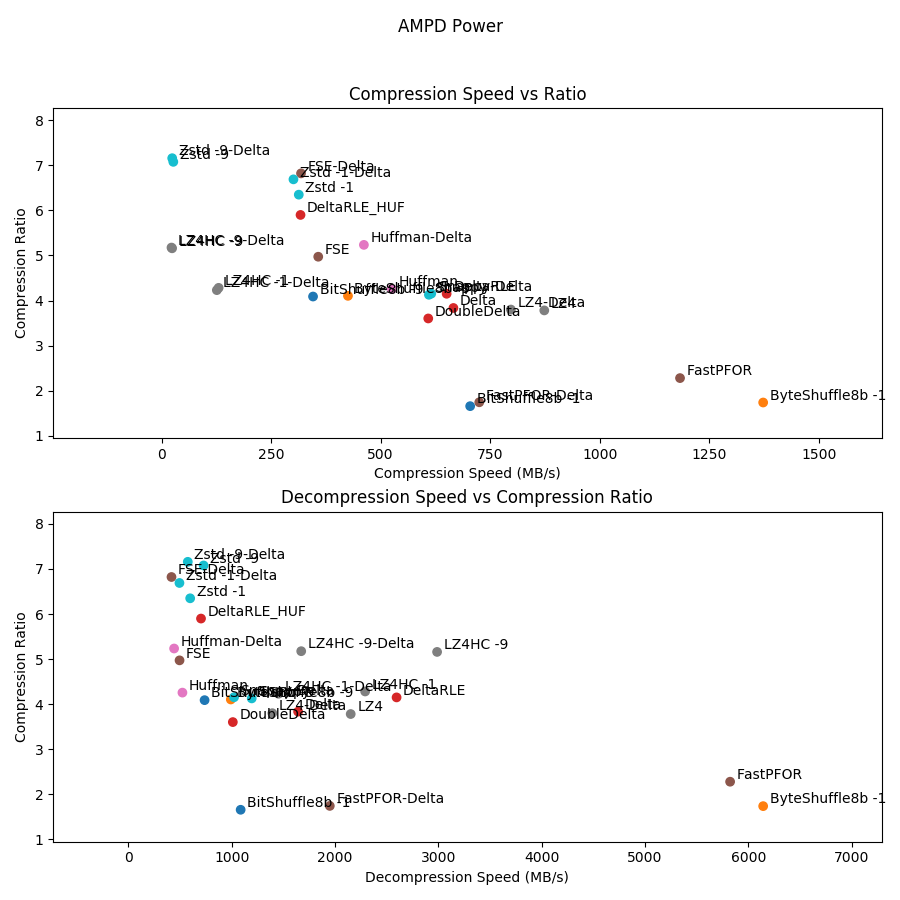 AMPD Power
Compression Speed vs Ratio
Compression Ratio
8
7
6
5
4
3
2
1
Zstd -9-Delta
Zstd -9
FSE-Delta
Zstd -1-Delta
Zstd -1
DeltaRLE_HUF
Huffman-Delta
LZ4HC -9-Delta
LZ4HC -9
FSE
LZ4HC -1
LZ4HC -1-Delta
Huffman
BitShuffle8b -9
DeltaRLE
Delta
LZ4-Delta
LZ4
DoubleDelta
FastPFOR
FastPFOR-Delta
BitShuffle8b -1
ByteShuffle8b -1
0 250 500 750 1000 1250 1500
Compression Speed (MB/s)
Decompression Speed vs Compression Ratio
Compression Ratio
8
7
6
5
4
3
2
1
Zstd -9-Delta
Zstd -9
FSE-Delta
Zstd -1-Delta
Zstd -1
DeltaRLE_HUF
Huffman-Delta
LZ4HC -9-Delta
LZ4HC -9
FSE
Huffman
LZ4HC -1-Delta
LZ4HC -1
DeltaRLE
LZ4-Delta
Delta
LZ4
DoubleDelta
FastPFOR
BitShuffle8b -1
FastPFOR-Delta
ByteShuffle8b -1
0 1000 2000 3000 4000 5000 6000 7000
Decompression Speed (MB/s)